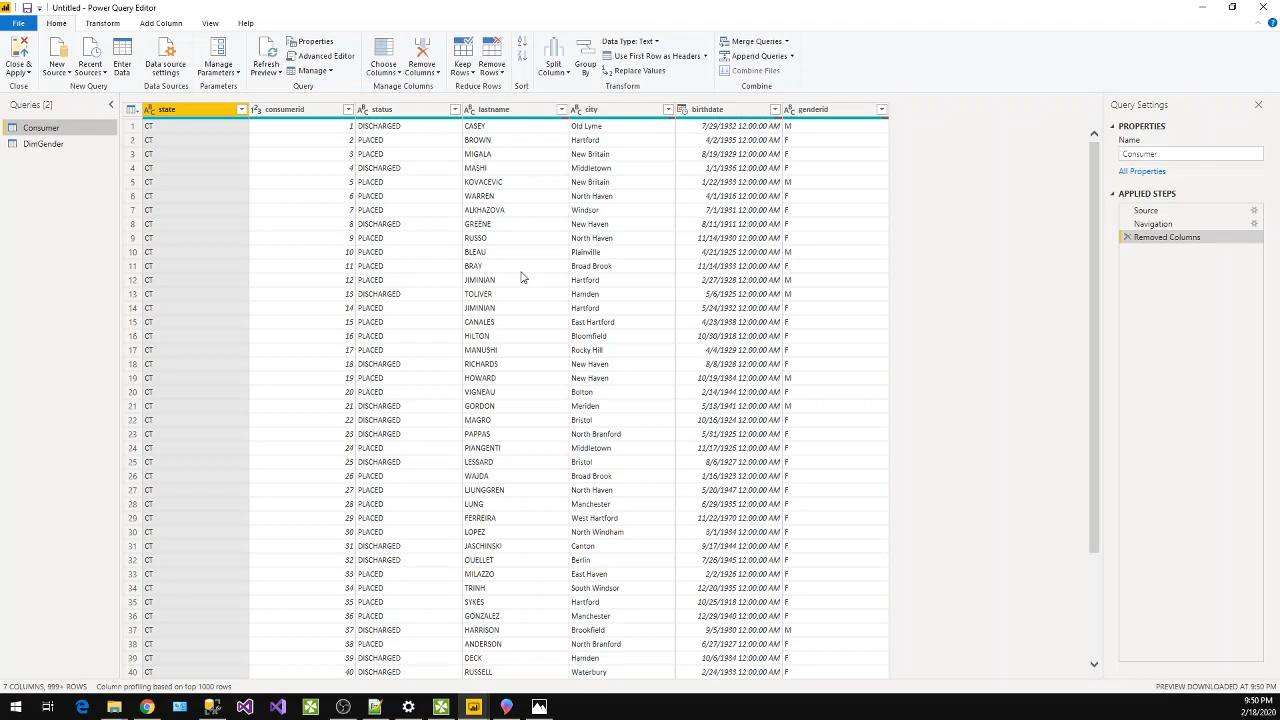 Untitled - Power Query Editor
File Home Transform Add Column View Help
Close & Apply New Source Recent Sources Enter Data Data source settings Manage Parameters Refresh Preview Properties Advanced Editor Manage Choose Columns Remove Columns Keep Rows Remove Rows Split Column Group By Data Type: Text Use First Row as Headers Replace Values Merge Queries Append Queries Combine Files
Close New Query Data Sources Parameters Query Manage Columns Reduce Rows Sort Transform Combine
Queries [2]
Consumer
DimGender
state consumerid status lastname city birthdate genderid
1 CT 1 DISCHARGED CASEY Old Lyme 7/29/1932 12:00:00 AM M
2 CT 2 PLACED BROWN Hartford 4/2/1935 12:00:00 AM F
3 CT 3 PLACED MIGALA New Britain 8/19/1929 12:00:00 AM F
4 CT 4 DISCHARGED MASHI Middletown 1/1/1936 12:00:00 AM F
5 CT 5 PLACED KOVACEVIC New Britain 1/22/1933 12:00:00 AM M
6 CT 6 PLACED WARREN North Haven 4/1/1916 12:00:00 AM F
7 CT 7 PLACED ALKHAZOVA Windsor 7/1/1931 12:00:00 AM F
8 CT 8 DISCHARGED GREENE New Haven 8/11/1911 12:00:00 AM F
9 CT 9 PLACED RUSSO North Haven 11/14/1930 12:00:00 AM F
10 CT 10 PLACED BLEAU Plainville 4/21/1925 12:00:00 AM M
11 CT 11 PLACED BRAY Broad Brook 11/14/1933 12:00:00 AM F
12 CT 12 PLACED JIMINIAN Hartford 2/27/1928 12:00:00 AM M
13 CT 13 DISCHARGED TOLIVER Hamden 5/6/1925 12:00:00 AM M
14 CT 14 PLACED JIMINIAN Hartford 5/24/1932 12:00:00 AM F
15 CT 15 PLACED CANALES East Hartford 4/23/1938 12:00:00 AM F
16 CT 16 PLACED HILTON Bloomfield 10/30/1918 12:00:00 AM F
17 CT 17 PLACED MANUSHI Rocky Hill 4/4/1929 12:00:00 AM F
18 CT 18 DISCHARGED RICHARDS New Haven 8/8/1928 12:00:00 AM F
19 CT 19 PLACED HOWARD New Haven 10/19/1934 12:00:00 AM M
20 CT 20 PLACED VIGNEAU Bolton 2/14/1944 12:00:00 AM F
21 CT 21 DISCHARGED GORDON Meriden 5/13/1941 12:00:00 AM M
22 CT 22 DISCHARGED MAGRO Bristol 10/16/1924 12:00:00 AM F
23 CT 23 DISCHARGED PAPPAS North Branford 5/31/1925 12:00:00 AM F
24 CT 24 PLACED PIANGENTI Middletown 11/17/1926 12:00:00 AM F
25 CT 25 DISCHARGED LESSARD Bristol 8/6/1927 12:00:00 AM F
26 CT 26 PLACED WAJDA Broad Brook 1/16/1923 12:00:00 AM F
27 CT 27 PLACED LJUNGGREN North Haven 5/20/1947 12:00:00 AM F
28 CT 28 PLACED LUNG Manchester 6/29/1935 12:00:00 AM F
29 CT 29 PLACED FERREIRA West Hartford 11/22/1970 12:00:00 AM F
30 CT 30 PLACED LOPEZ North Windham 3/1/1934 12:00:00 AM F
31 CT 31 DISCHARGED JASCHINSKI Canton 9/17/1944 12:00:00 AM F
32 CT 32 DISCHARGED OUELLET Berlin 7/26/1945 12:00:00 AM F
33 CT 33 PLACED MILAZZO East Haven 2/2/1926 12:00:00 AM F
34 CT 34 PLACED TRINH South Windsor 12/20/1935 12:00:00 AM F
35 CT 35 PLACED SYKES Hartford 10/25/1918 12:00:00 AM F
36 CT 36 PLACED GONZALEZ Manchester 12/29/1940 12:00:00 AM F
37 CT 37 DISCHARGED HARRISON Brookfield 9/5/1930 12:00:00 AM M
38 CT 38 PLACED ANDERSON North Branford 6/27/1927 12:00:00 AM F
39 CT 39 DISCHARGED DECK Hamden 10/6/1934 12:00:00 AM F
40 CT 40 DISCHARGED RUSSELL Waterbury 2/24/1933 12:00:00 AM F
Query Settings
PROPERTIES
Name
Consumer
All Properties
APPLIED STEPS
Source
Navigation
Removed Columns
7 COLUMNS, 999+ ROWS Column profiling based on top 1000 rows PREVIEW DOWNLOADED AT 9:50 PM
9:50 PM
2/18/2020